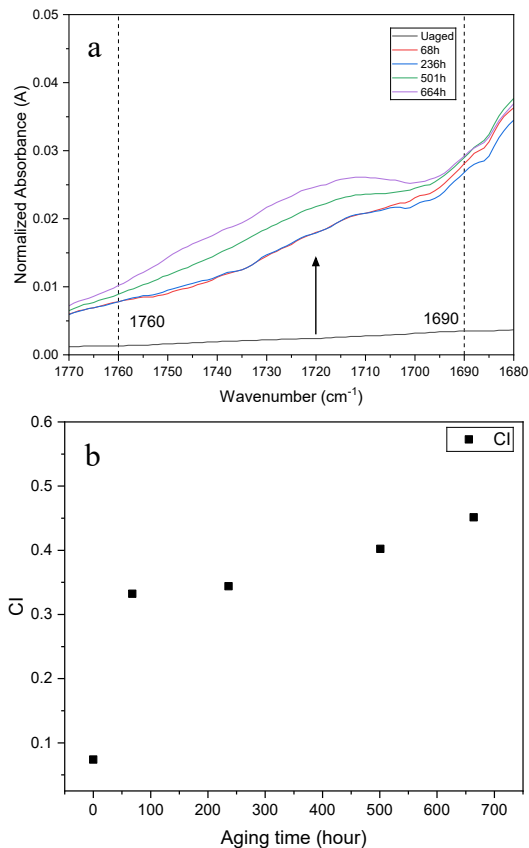 a
Uaged
68h
236h
501h
664h
0.05
0.04
0.03
0.02
0.01
0.00
Normalized Absorbance (A)
1760
1690
1770 1760 1750 1740 1730 1720 1710 1700 1690 1680
Wavenumber (cm-1)
b
CI
0.6
0.5
0.4
0.3
0.2
0.1
CI
0 100 200 300 400 500 600 700
Aging time (hour)